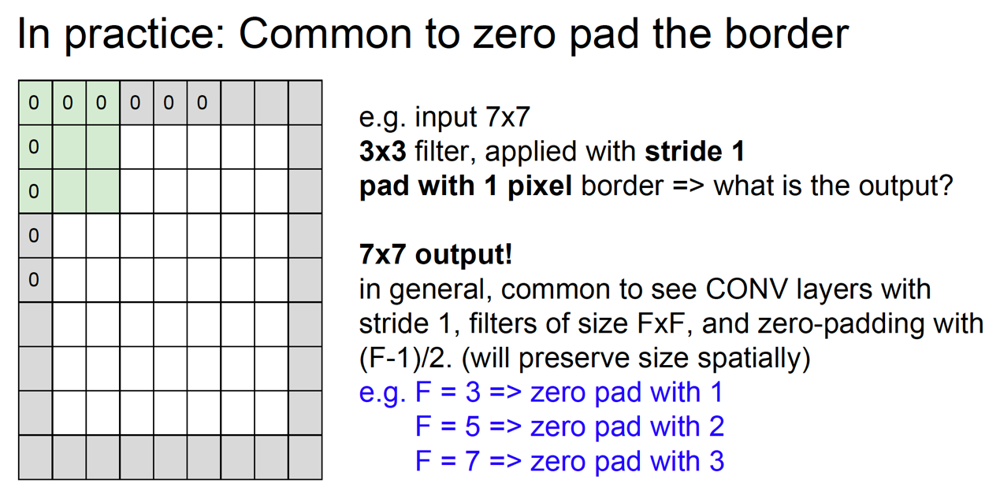 In practice: Common to zero pad the border
0 0 0 0 0 0
0
0
0
0
e.g. input 7x7
3x3 filter, applied with stride 1
pad with 1 pixel border => what is the output?
7x7 output!
in general, common to see CONV layers with
stride 1, filters of size FxF, and zero-padding with
(F-1)/2. (will preserve size spatially)
e.g. F = 3 => zero pad with 1
F = 5 => zero pad with 2
F = 7 => zero pad with 3